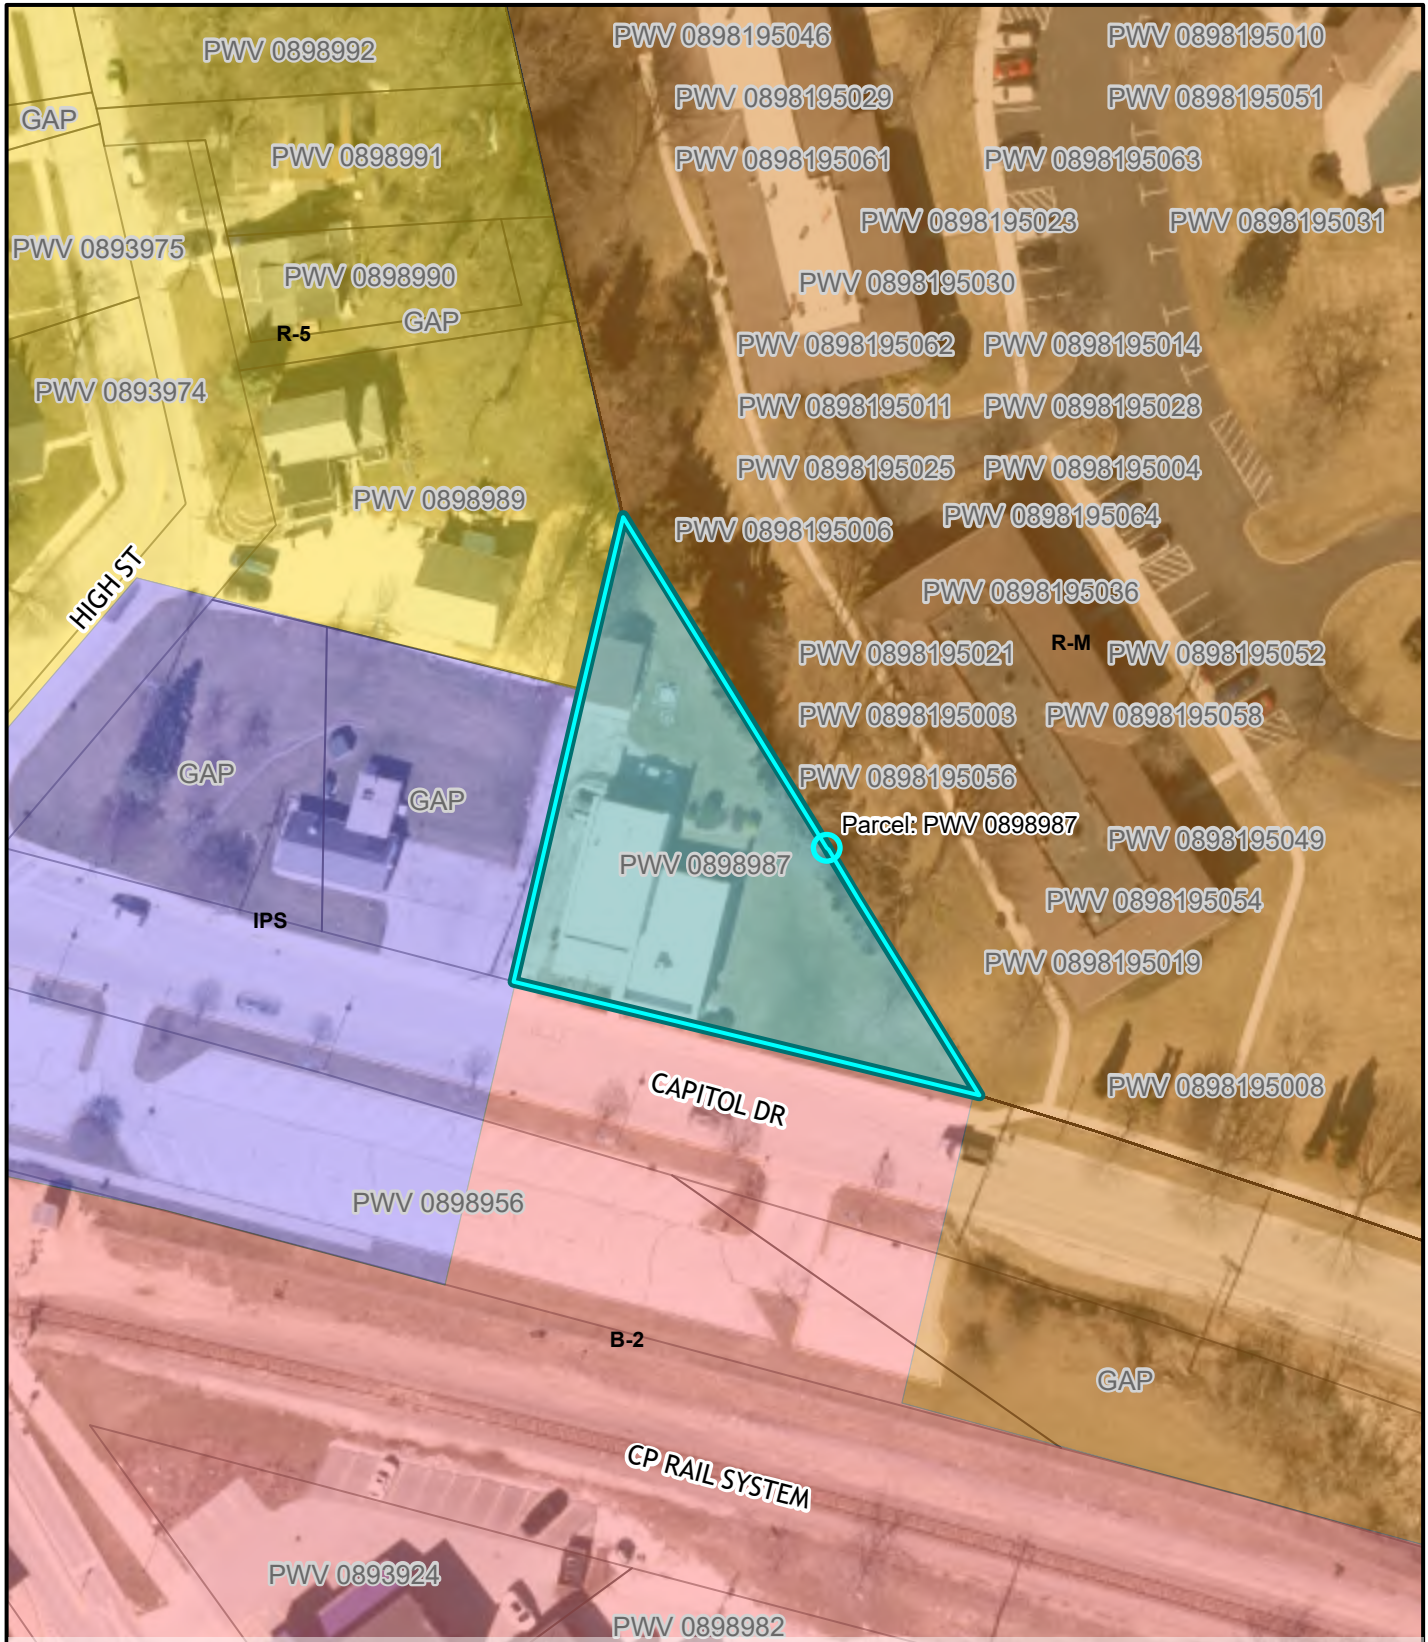 PWV 0898992
PWV 0898195046
PWV 0898195010
GAP
PWV 0898195029
PWV 0898195051
PWV 0898991
PWV 0898195061
PWV 0898195063
PWV 0893975
PWV 0898195023
PWV 0898195031
PWV 0898990
PWV 0898195030
R-5
GAP
PWV 0898195062
PWV 0898195014
PWV 0893974
PWV 0898195011
PWV 0898195028
PWV 0898989
PWV 0898195025
PWV 0898195004
PWV 0898195006
PWV 0898195064
HIGH ST
PWV 0898195036
R-M
PWV 0898195021
PWV 0898195052
PWV 0898195003
PWV 0898195058
GAP
GAP
PWV 0898195056
Parcel: PWV 0898987
PWV 0898195049
PWV 0898987
PWV 0898195054
IPS
PWV 0898195019
CAPITOL DR
PWV 0898195008
PWV 0898956
B-2
GAP
CP RAIL SYSTEM
PWV 0893924
PWV 0898982